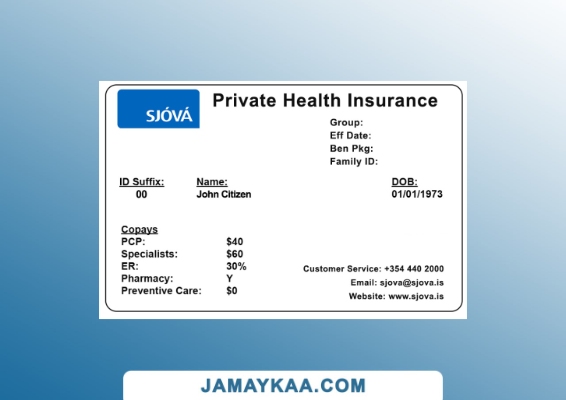 SJÓVÁ
Private Health Insurance
Group:
Eff Date:
Ben Pkg:
Family ID:
ID Suffix: Name: DOB:
00 John Citizen 01/01/1973
Copays
PCP: $40
Specialists: $60
ER: 30%
Pharmacy: Y
Preventive Care: $0
Customer Service: +354 440 2000
Email: sjova@sjova.is
Website: www.sjova.is
JAMAYKAA.COM